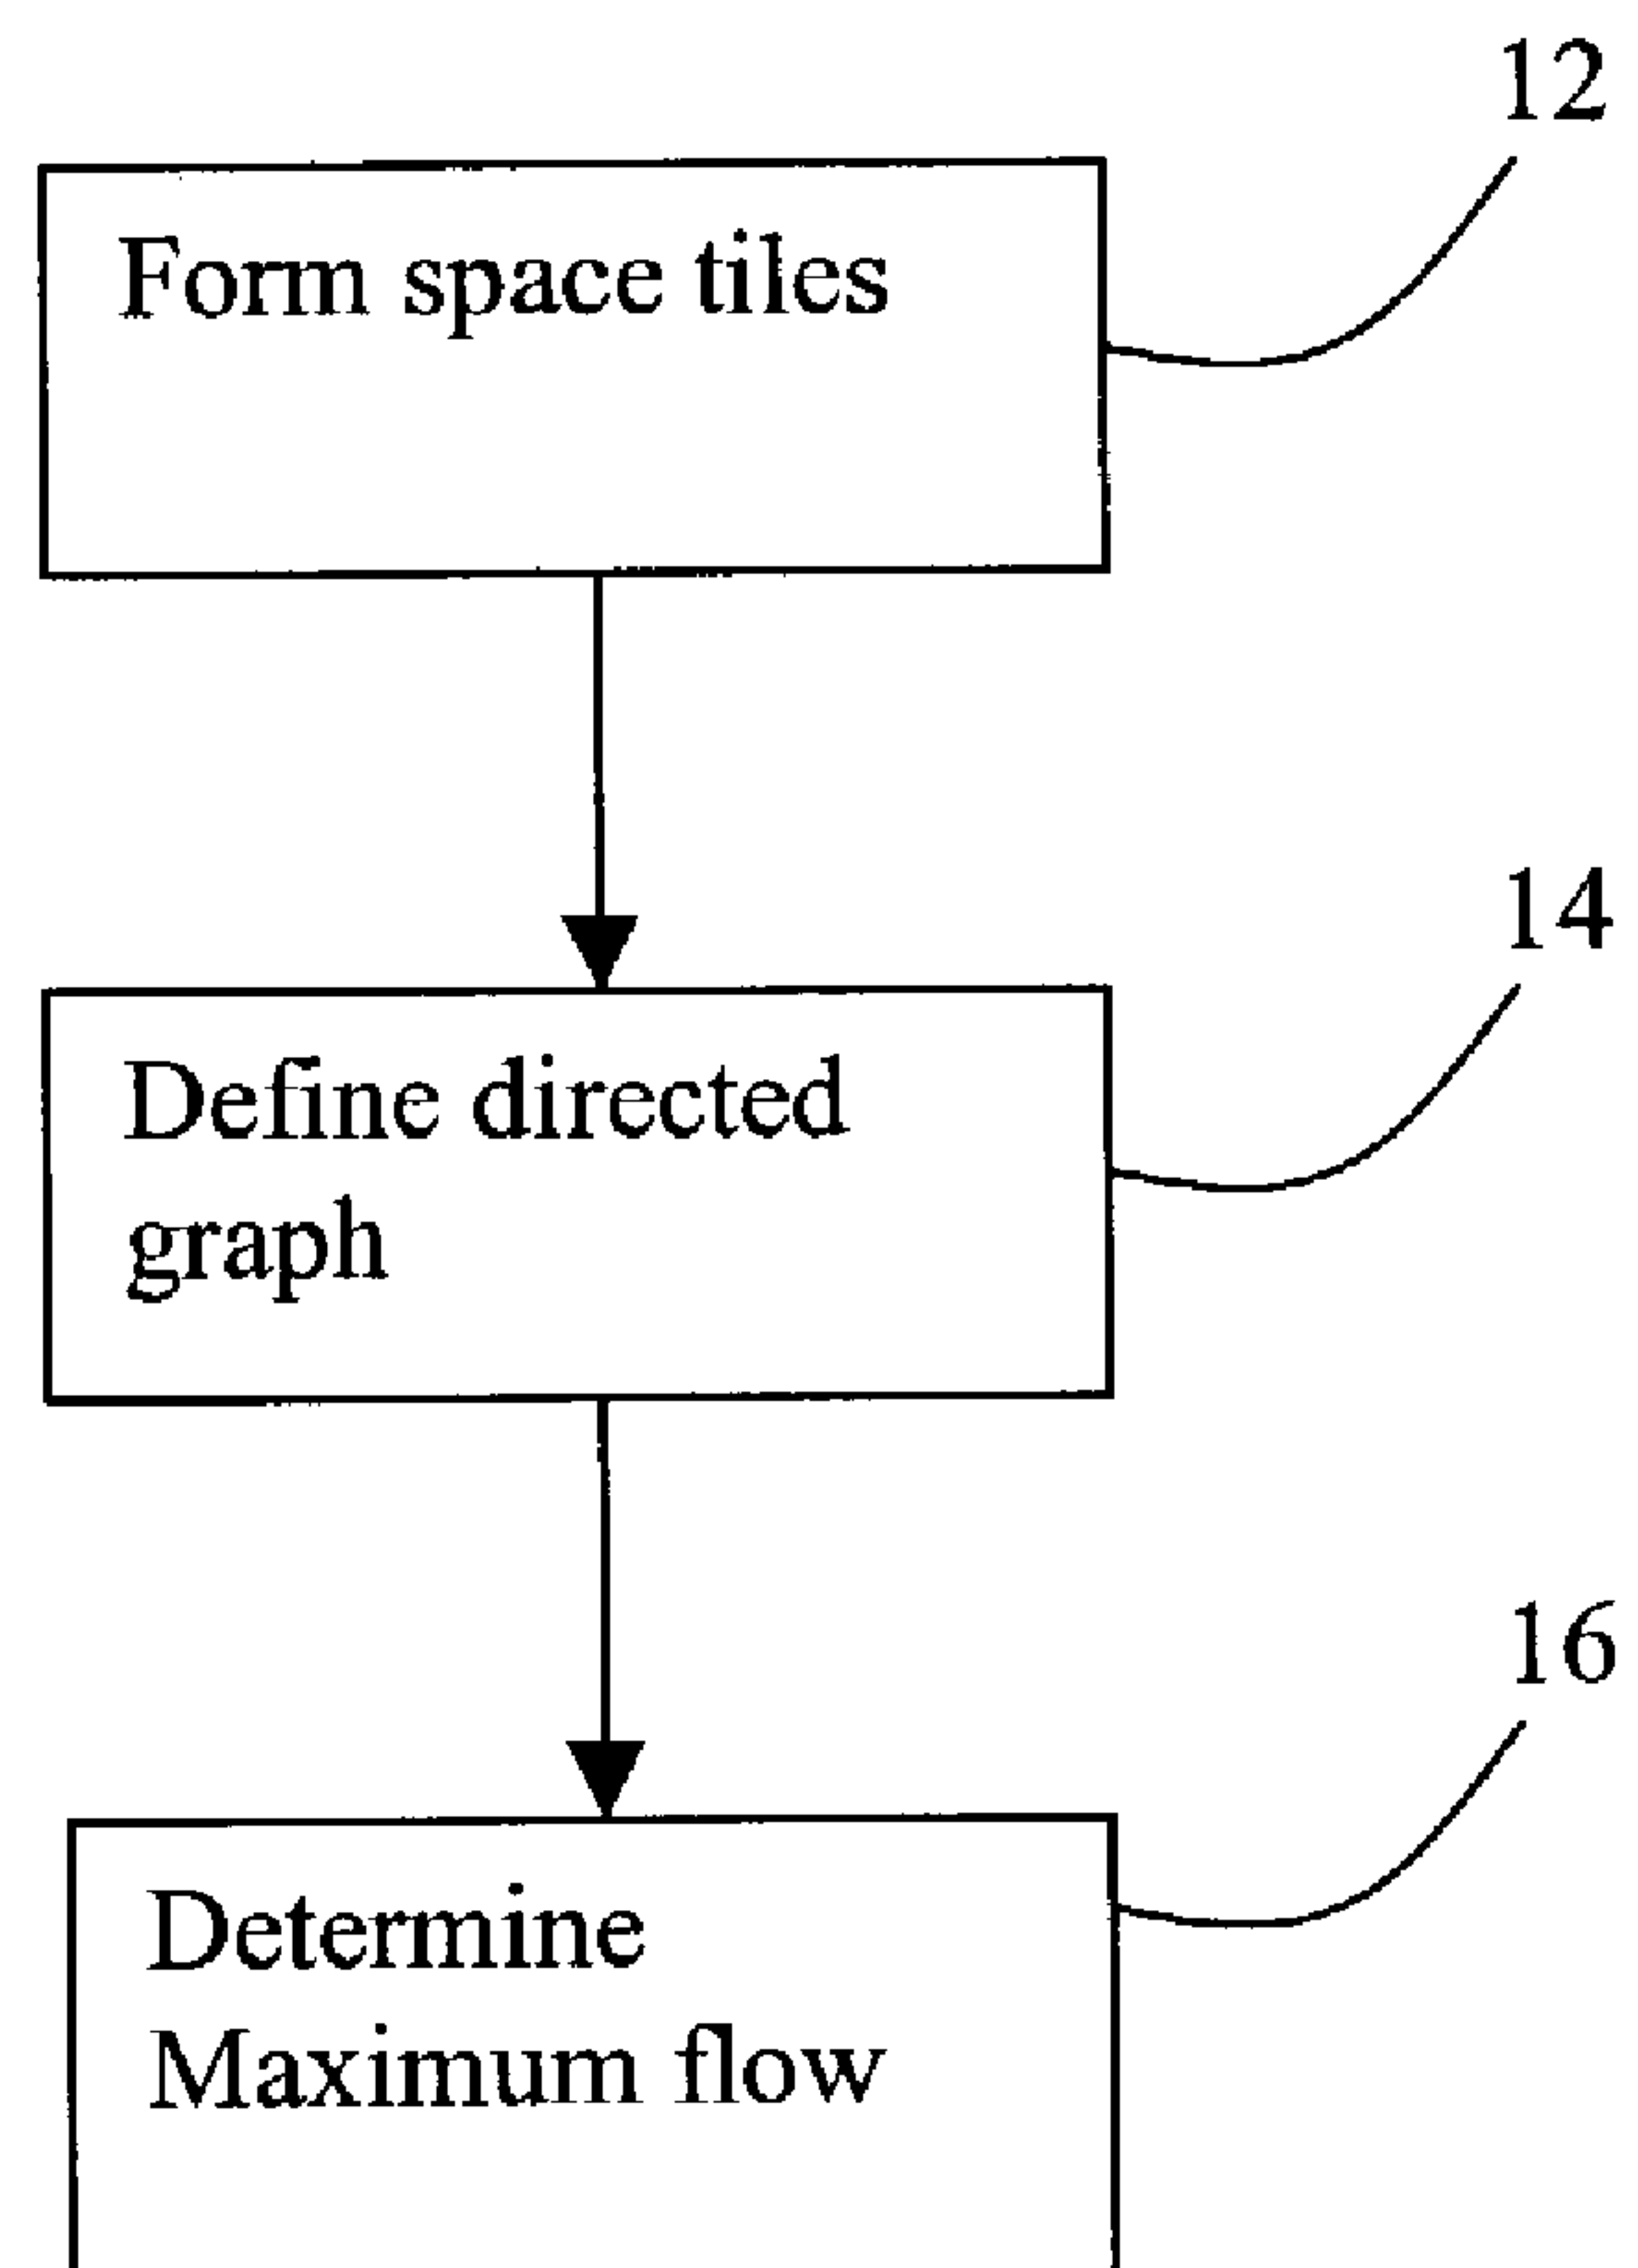 12
Form space tiles
14
Define directed
graph
16
Determine
Maximum flow